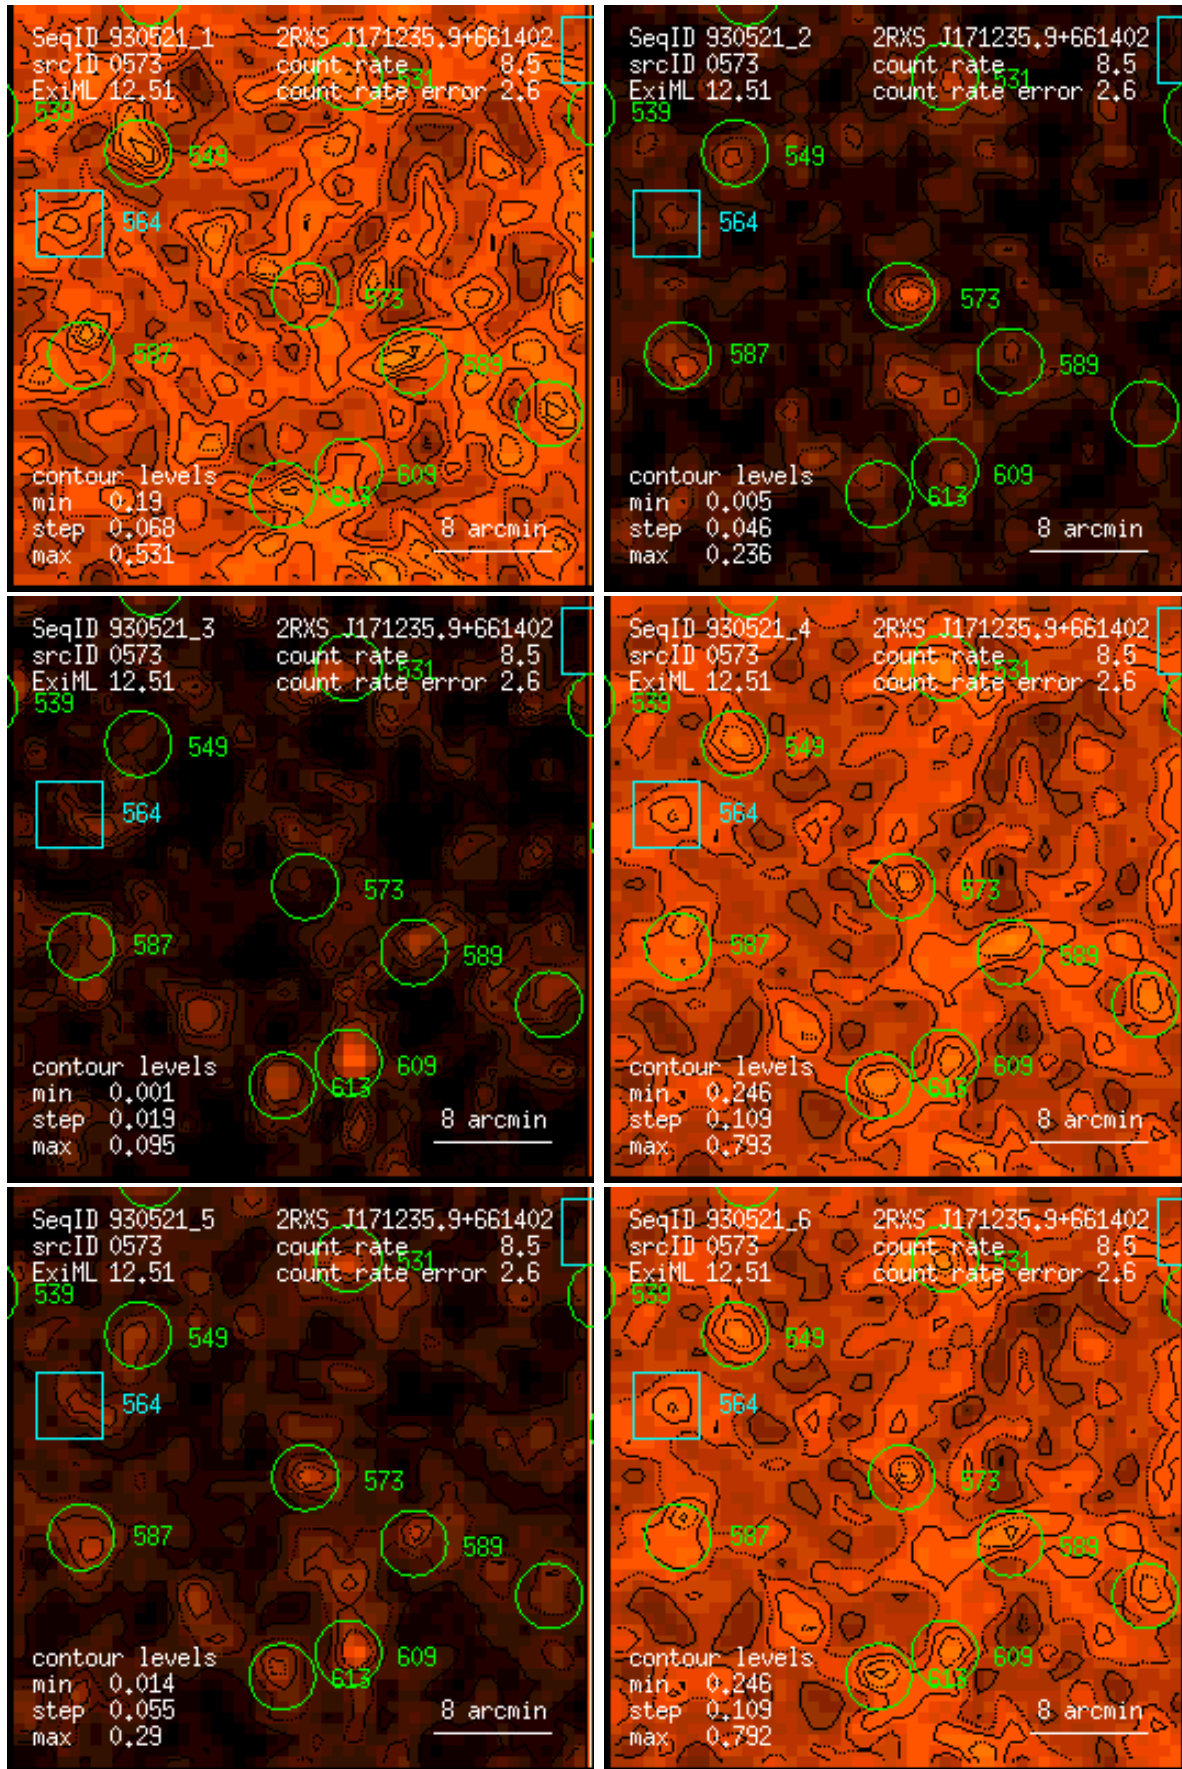 SeqID 930521_1 2RXS J171235.9+661402
srcID 0573 count rate 8.5
ExiML 12.51 count rate error 2.6
531
539
549
564
573
587
589
609
613
contour levels
min 0.19
step 0.068
max 0.531
8 arcmin
SeqID 930521_2 2RXS J171235.9+661402
srcID 0573 count rate 8.5
ExiML 12.51 count rate error 2.6
531
539
549
564
573
587
589
609
613
contour levels
min 0.005
step 0.046
max 0.236
8 arcmin
SeqID 930521_3 2RXS J171235.9+661402
srcID 0573 count rate 8.5
ExiML 12.51 count rate error 2.6
531
539
549
564
573
587
589
609
613
contour levels
min 0.001
step 0.019
max 0.095
8 arcmin
SeqID 930521_4 2RXS J171235.9+661402
srcID 0573 count rate 8.5
ExiML 12.51 count rate error 2.6
531
539
549
564
573
587
589
609
613
contour levels
min 0.246
step 0.109
max 0.793
8 arcmin
SeqID 930521_5 2RXS J171235.9+661402
srcID 0573 count rate 8.5
ExiML 12.51 count rate error 2.6
531
539
549
564
573
587
589
609
613
contour levels
min 0.014
step 0.055
max 0.29
8 arcmin
SeqID 930521_6 2RXS J171235.9+661402
srcID 0573 count rate 8.5
ExiML 12.51 count rate error 2.6
531
539
549
564
573
587
589
609
613
contour levels
min 0.246
step 0.109
max 0.792
8 arcmin